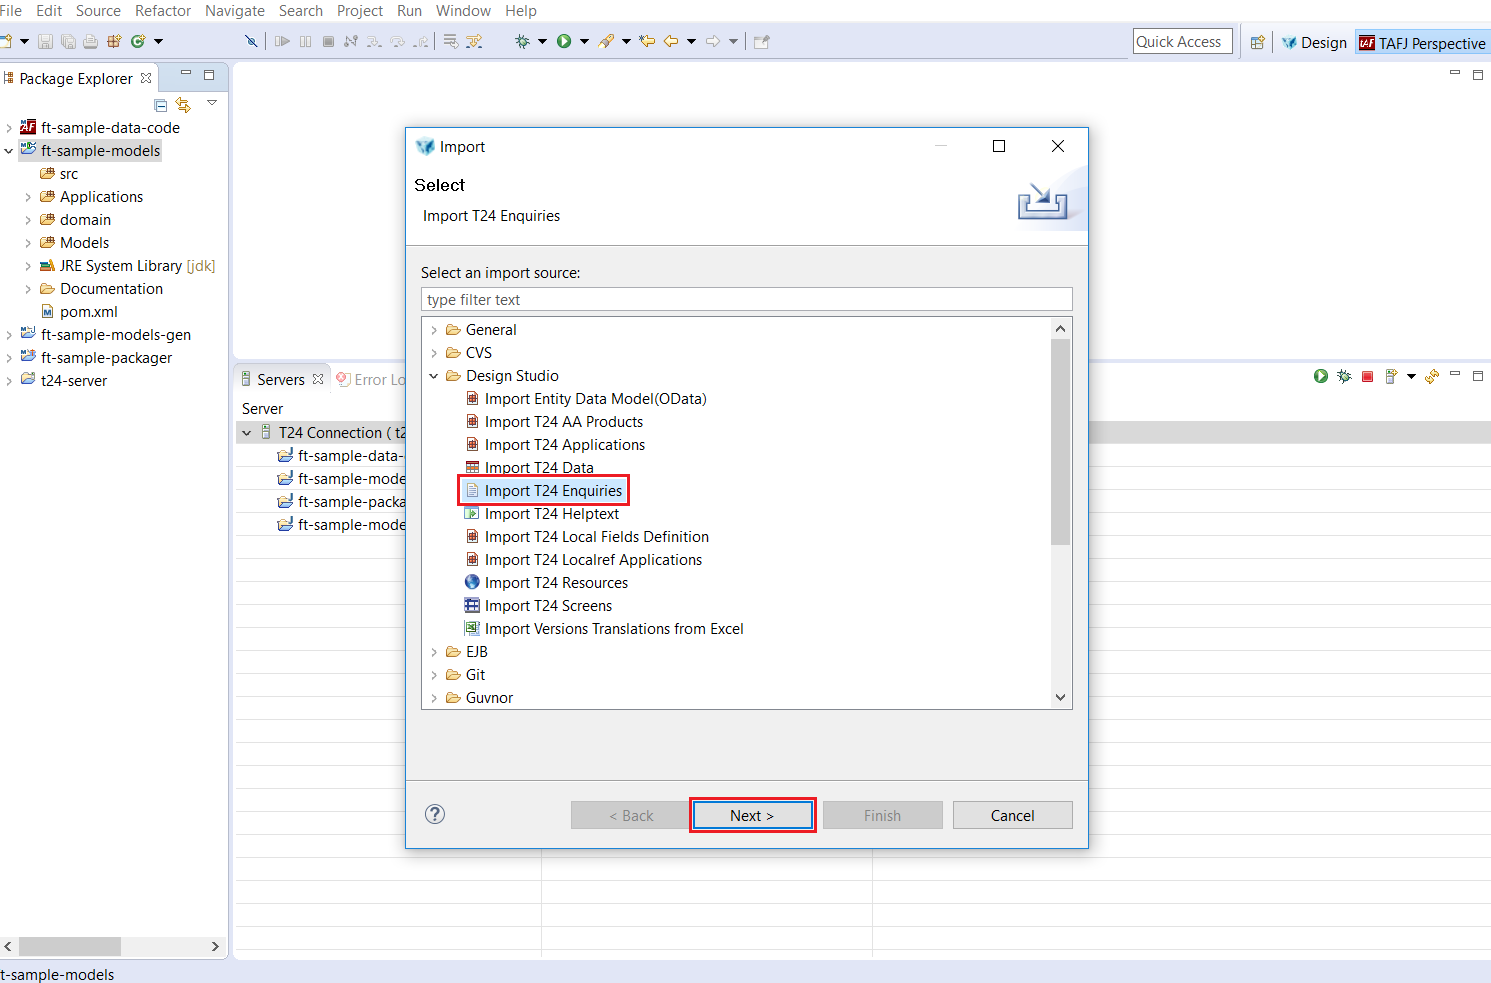 File Edit Source Refactor Navigate Search Project Run Window Help
Quick Access Design TAFJ Perspective
Package Explorer
ft-sample-data-code
ft-sample-models
src
Applications
domain
Models
JRE System Library [jdk]
Documentation
pom.xml
ft-sample-models-gen
ft-sample-packager
t24-server
Servers Error Lo
Server
T24 Connection ( t2
ft-sample-data-
ft-sample-mode
ft-sample-packa
ft-sample-mode
Import
Select
Import T24 Enquiries
Select an import source:
type filter text
General
CVS
Design Studio
Import Entity Data Model(OData)
Import T24 AA Products
Import T24 Applications
Import T24 Data
Import T24 Enquiries
Import T24 Helptext
Import T24 Local Fields Definition
Import T24 Localref Applications
Import T24 Resources
Import T24 Screens
Import Versions Translations from Excel
EJB
Git
Guvnor
< Back Next > Finish Cancel
t-sample-models